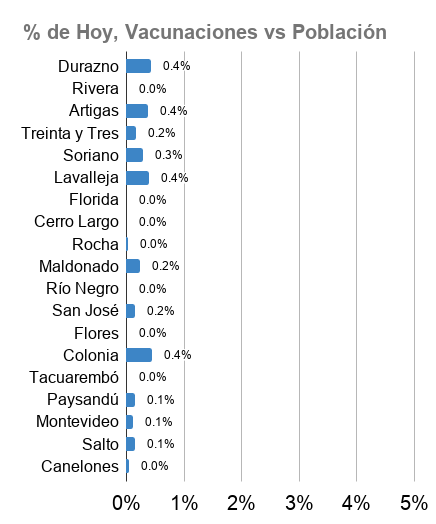 % de Hoy, Vacunaciones vs Población
Durazno 0.4%
Rivera 0.0%
Artigas 0.4%
Treinta y Tres 0.2%
Soriano 0.3%
Lavalleja 0.4%
Florida 0.0%
Cerro Largo 0.0%
Rocha 0.0%
Maldonado 0.2%
Río Negro 0.0%
San José 0.2%
Flores 0.0%
Colonia 0.4%
Tacuarembó 0.0%
Paysandú 0.1%
Montevideo 0.1%
Salto 0.1%
Canelones 0.0%
0% 1% 2% 3% 4% 5%